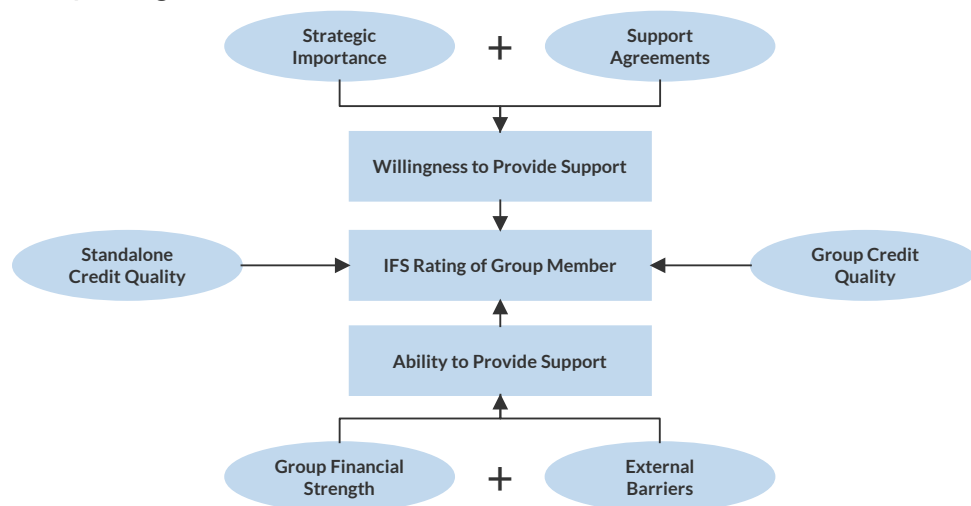 Strategic
Importance
+
Support
Agreements
Willingness to Provide Support
Standalone
Credit Quality
IFS Rating of Group Member
Group Credit
Quality
Ability to Provide Support
Group Financial
Strength
+
External
Barriers